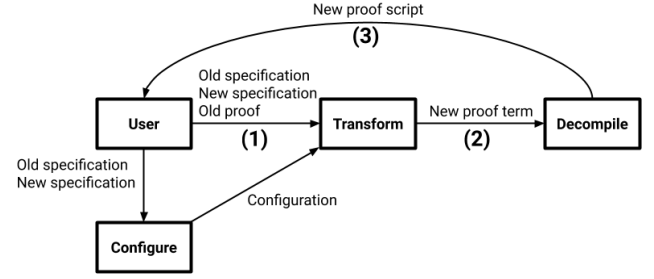 New proof script
(3)
Old specification
New specification
Old proof
User
(1)
Transform
New proof term
(2)
Decompile
Old specification
New specification
Configuration
Configure